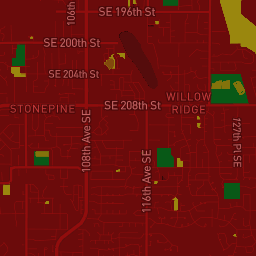 106th
SE 196th St
SE 200th St
SE 204th St
SE 208th St
STONEPINE
WILLOW
RIDGE
108th Ave SE
116th Ave SE
127th Pl SE